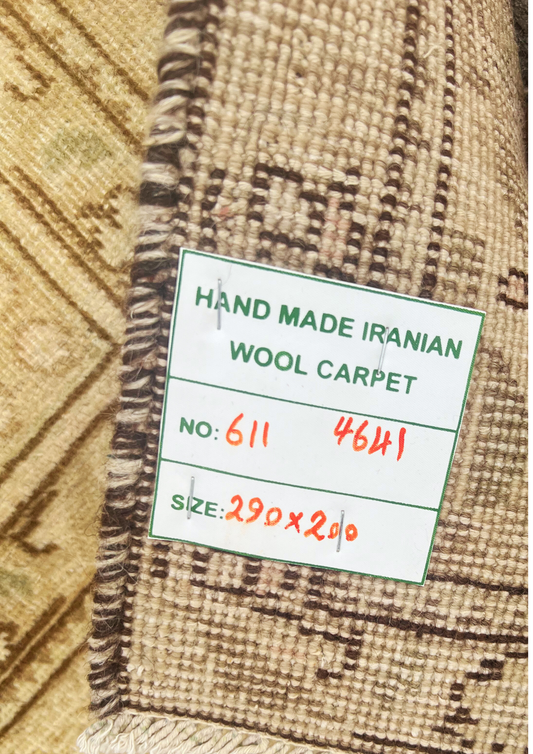 HAND MADE IRANIAN
WOOL CARPET
NO: 611 4641
SIZE: 290x200